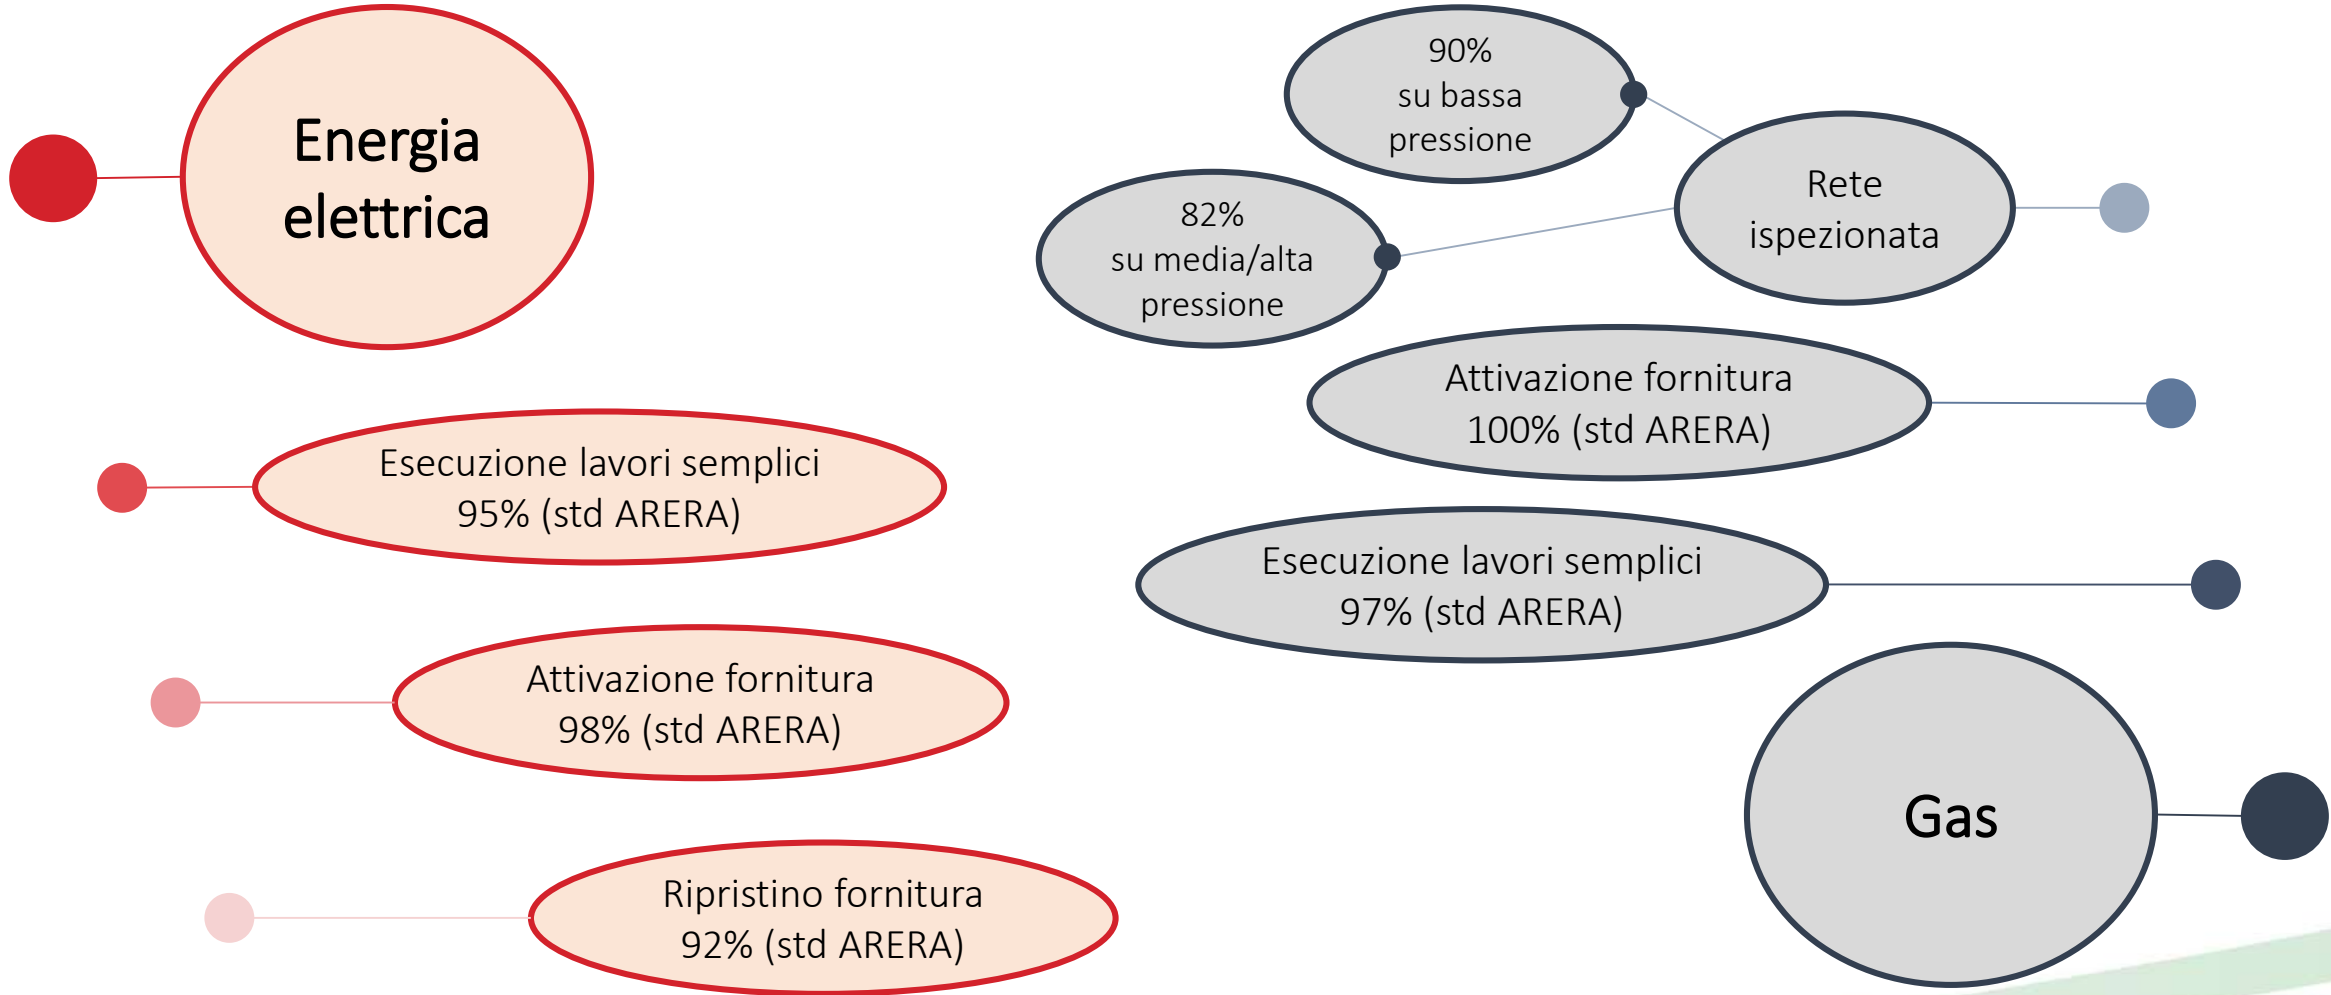 Energia
elettrica
Esecuzione lavori semplici
95% (std ARERA)
Attivazione fornitura
98% (std ARERA)
Ripristino fornitura
92% (std ARERA)
90%
su bassa
pressione
82%
su media/alta
pressione
Rete
ispezionata
Attivazione fornitura
100% (std ARERA)
Esecuzione lavori semplici
97% (std ARERA)
Gas